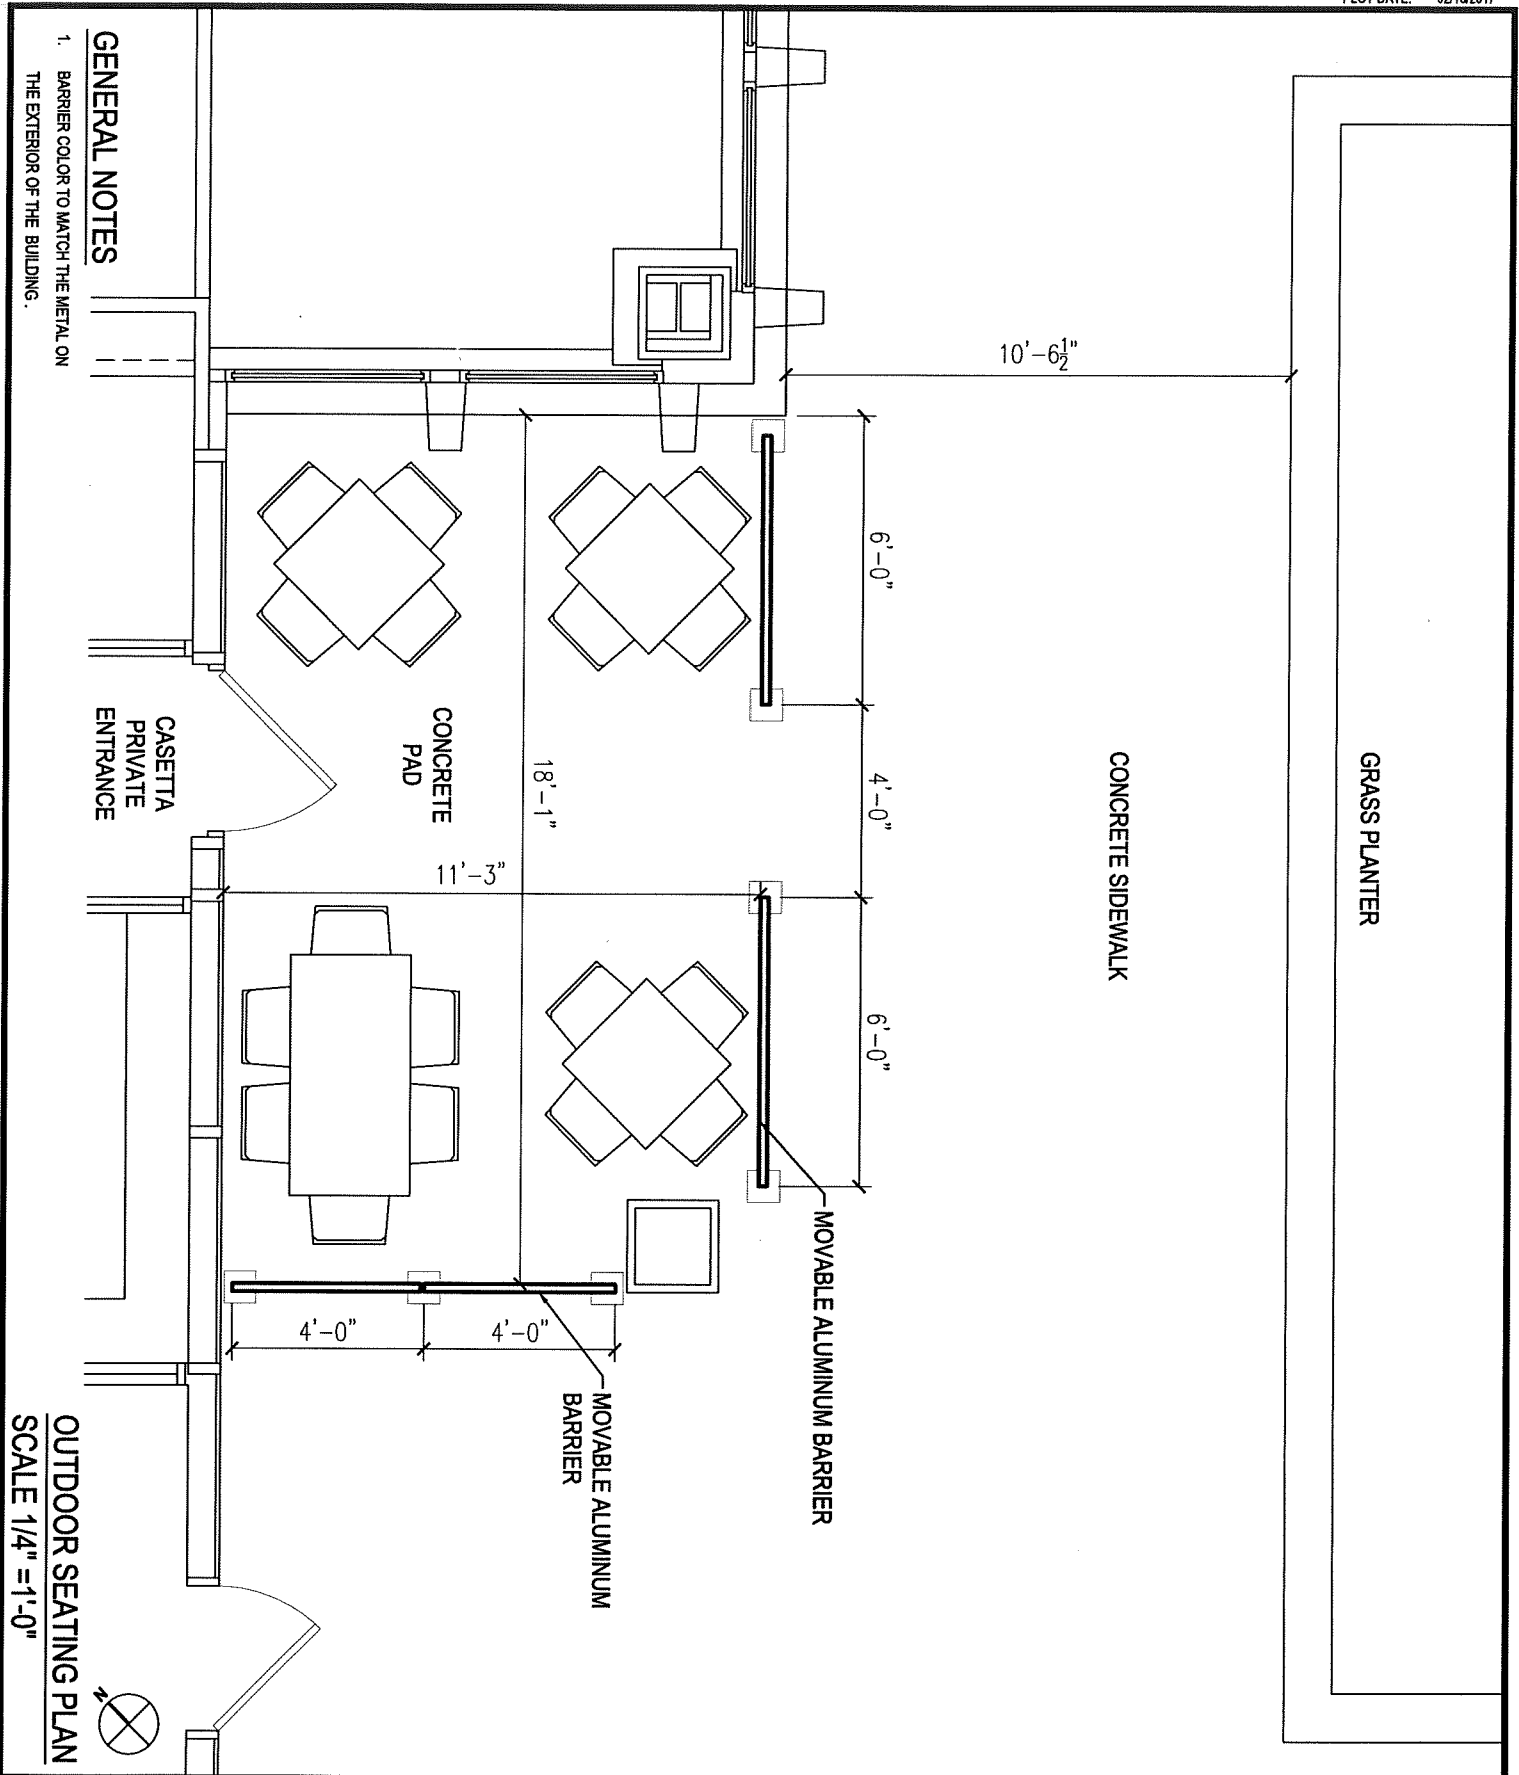 GRASS PLANTER
CONCRETE SIDEWALK
10'-6½"
6'-0"
4'-0"
6'-0"
MOVABLE ALUMINUM BARRIER
18'-1"
11'-3"
CONCRETE
PAD
MOVABLE ALUMINUM
BARRIER
4'-0"
4'-0"
CASETTA
PRIVATE
ENTRANCE
GENERAL NOTES
1. BARRIER COLOR TO MATCH THE METAL ON
THE EXTERIOR OF THE BUILDING.
N
OUTDOOR SEATING PLAN
SCALE 1/4" =1'-0"